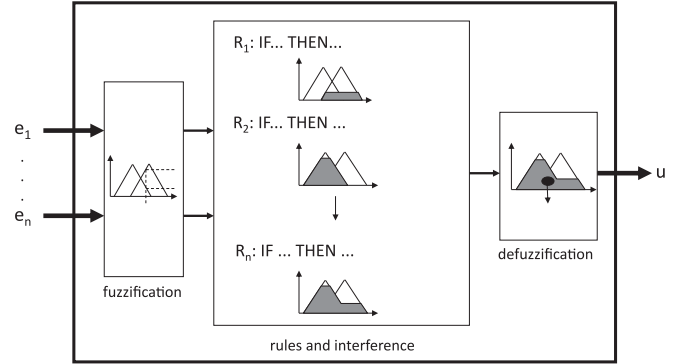 R1: IF... THEN...
R2: IF... THEN ...
Rn: IF ... THEN ...
e1
.
.
.
en
u
fuzzification
defuzzification
rules and interference